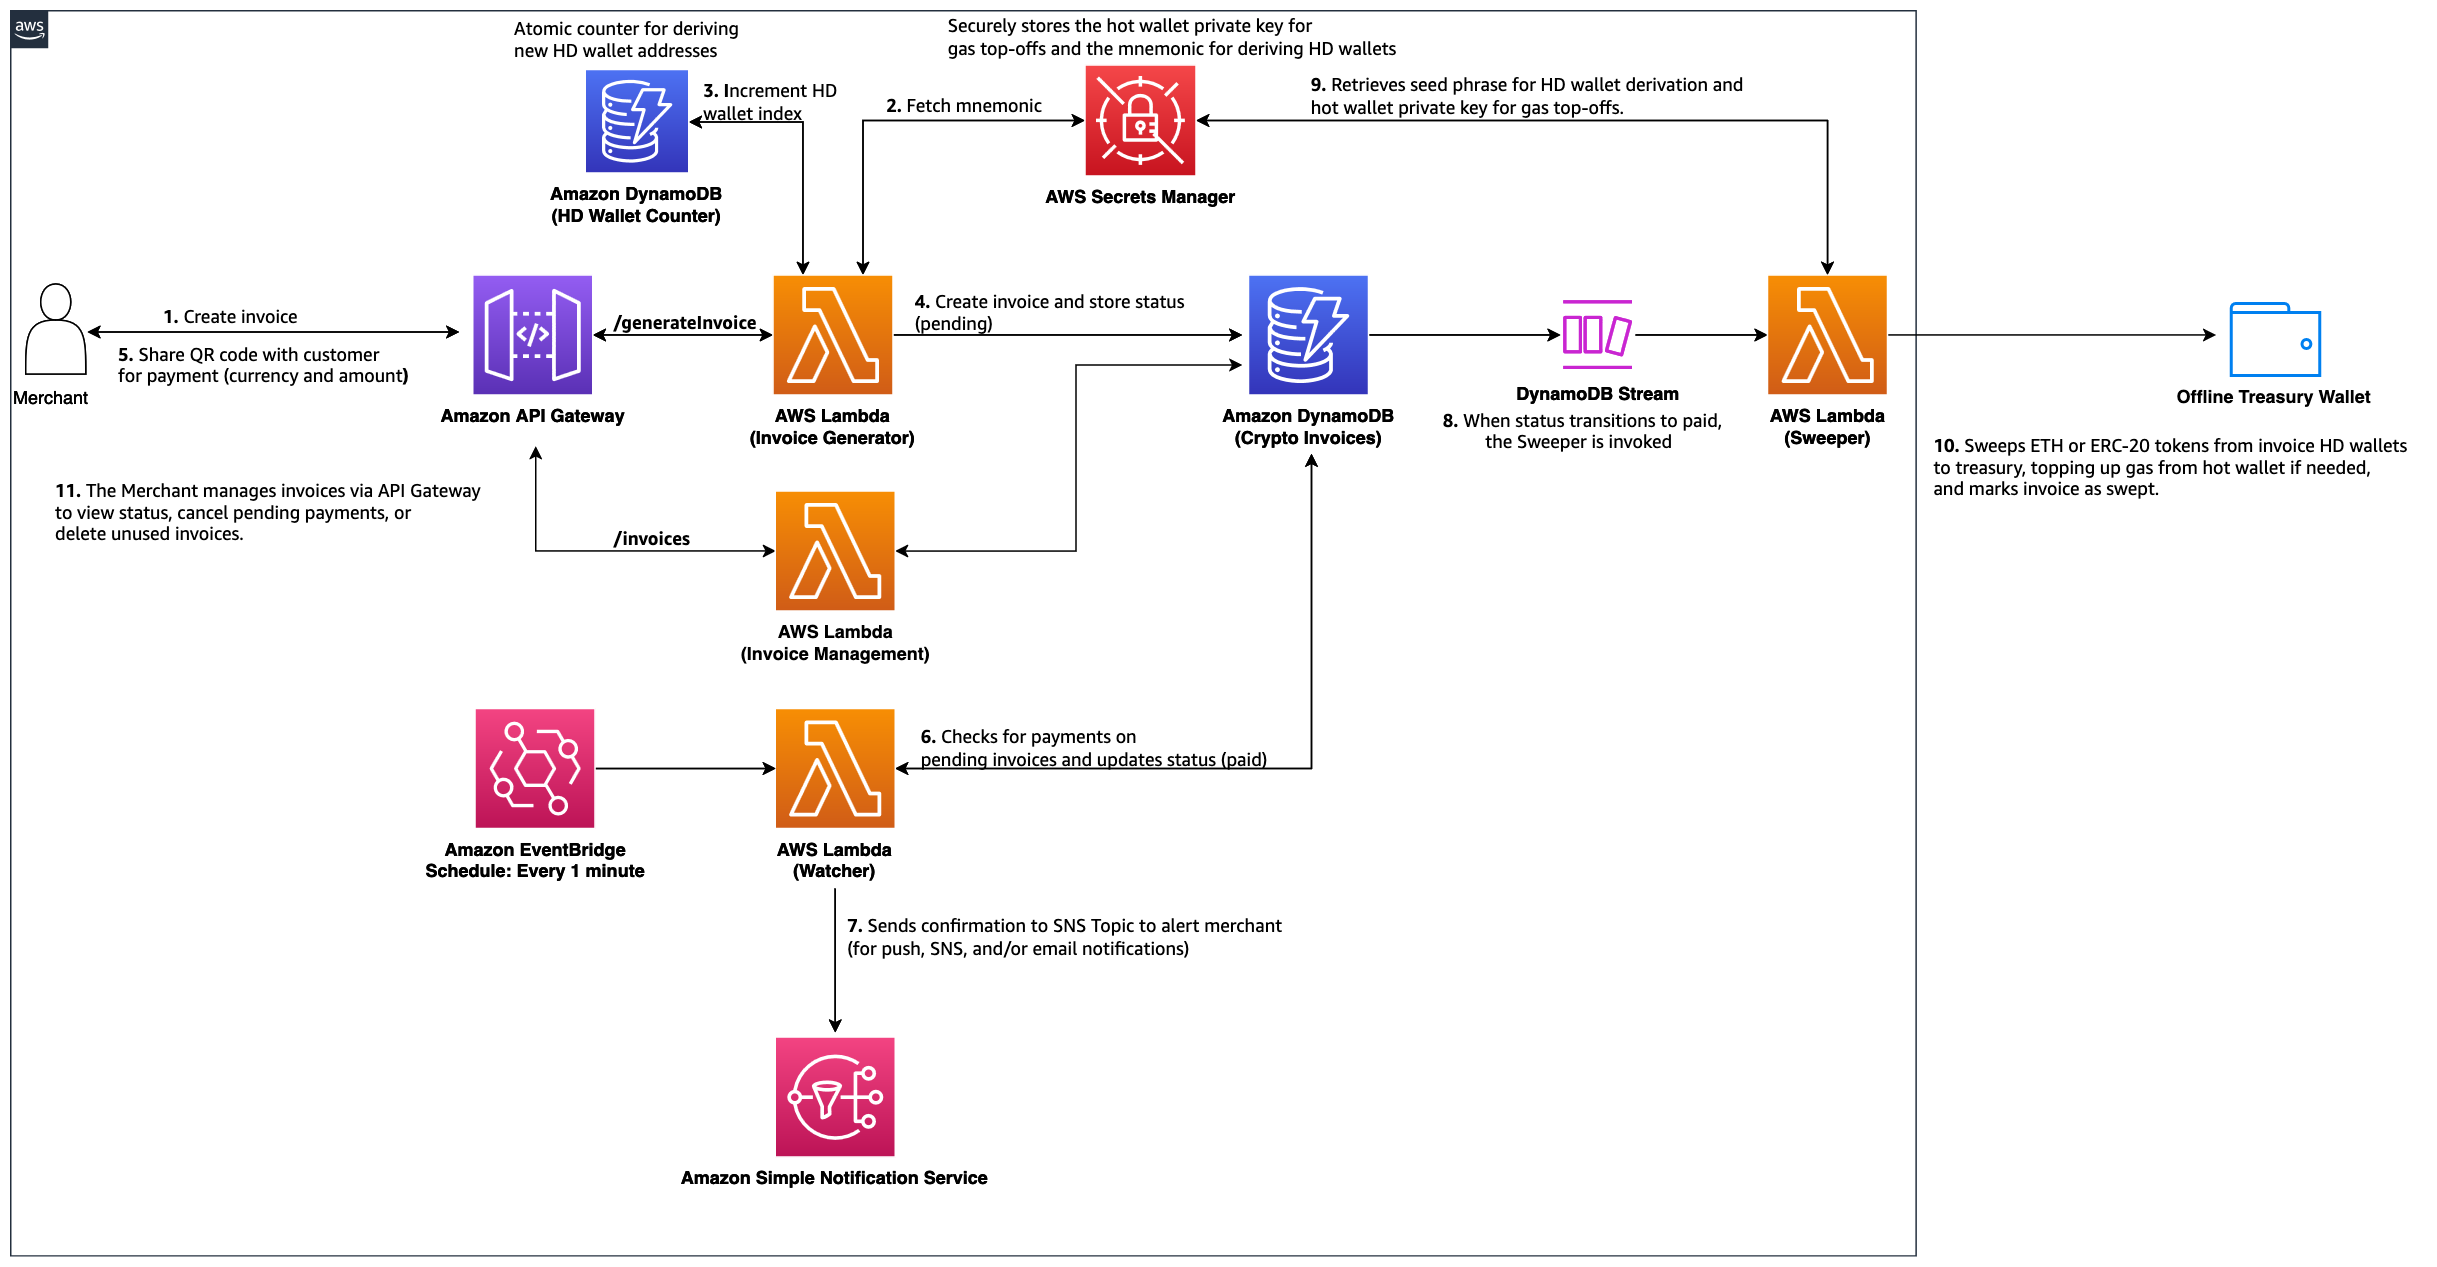 aws
Atomic counter for deriving
new HD wallet addresses
Securely stores the hot wallet private key for
gas top-offs and the mnemonic for deriving HD wallets
3. Increment HD
wallet index
2. Fetch mnemonic
9. Retrieves seed phrase for HD wallet derivation and
hot wallet private key for gas top-offs.
Amazon DynamoDB
(HD Wallet Counter)
AWS Secrets Manager
1. Create invoice
5. Share QR code with customer
for payment (currency and amount)
Merchant
/generateInvoice
4. Create invoice and store status
(pending)
Amazon API Gateway
AWS Lambda
(Invoice Generator)
Amazon DynamoDB
(Crypto Invoices)
DynamoDB Stream
8. When status transitions to paid,
the Sweeper is invoked
AWS Lambda
(Sweeper)
Offline Treasury Wallet
10. Sweeps ETH or ERC-20 tokens from invoice HD wallets
to treasury, topping up gas from hot wallet if needed,
and marks invoice as swept.
11. The Merchant manages invoices via API Gateway
to view status, cancel pending payments, or
delete unused invoices.
/invoices
AWS Lambda
(Invoice Management)
6. Checks for payments on
pending invoices and updates status (paid)
Amazon EventBridge
Schedule: Every 1 minute
AWS Lambda
(Watcher)
7. Sends confirmation to SNS Topic to alert merchant
(for push, SNS, and/or email notifications)
Amazon Simple Notification Service